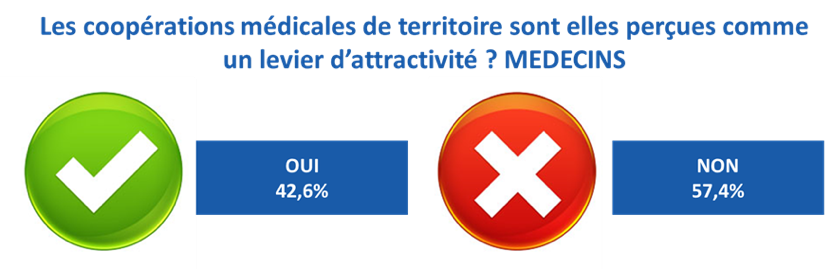 Les coopérations médicales de territoire sont elles perçues comme
un levier d’attractivité ? MEDECINS
OUI
42,6%
NON
57,4%